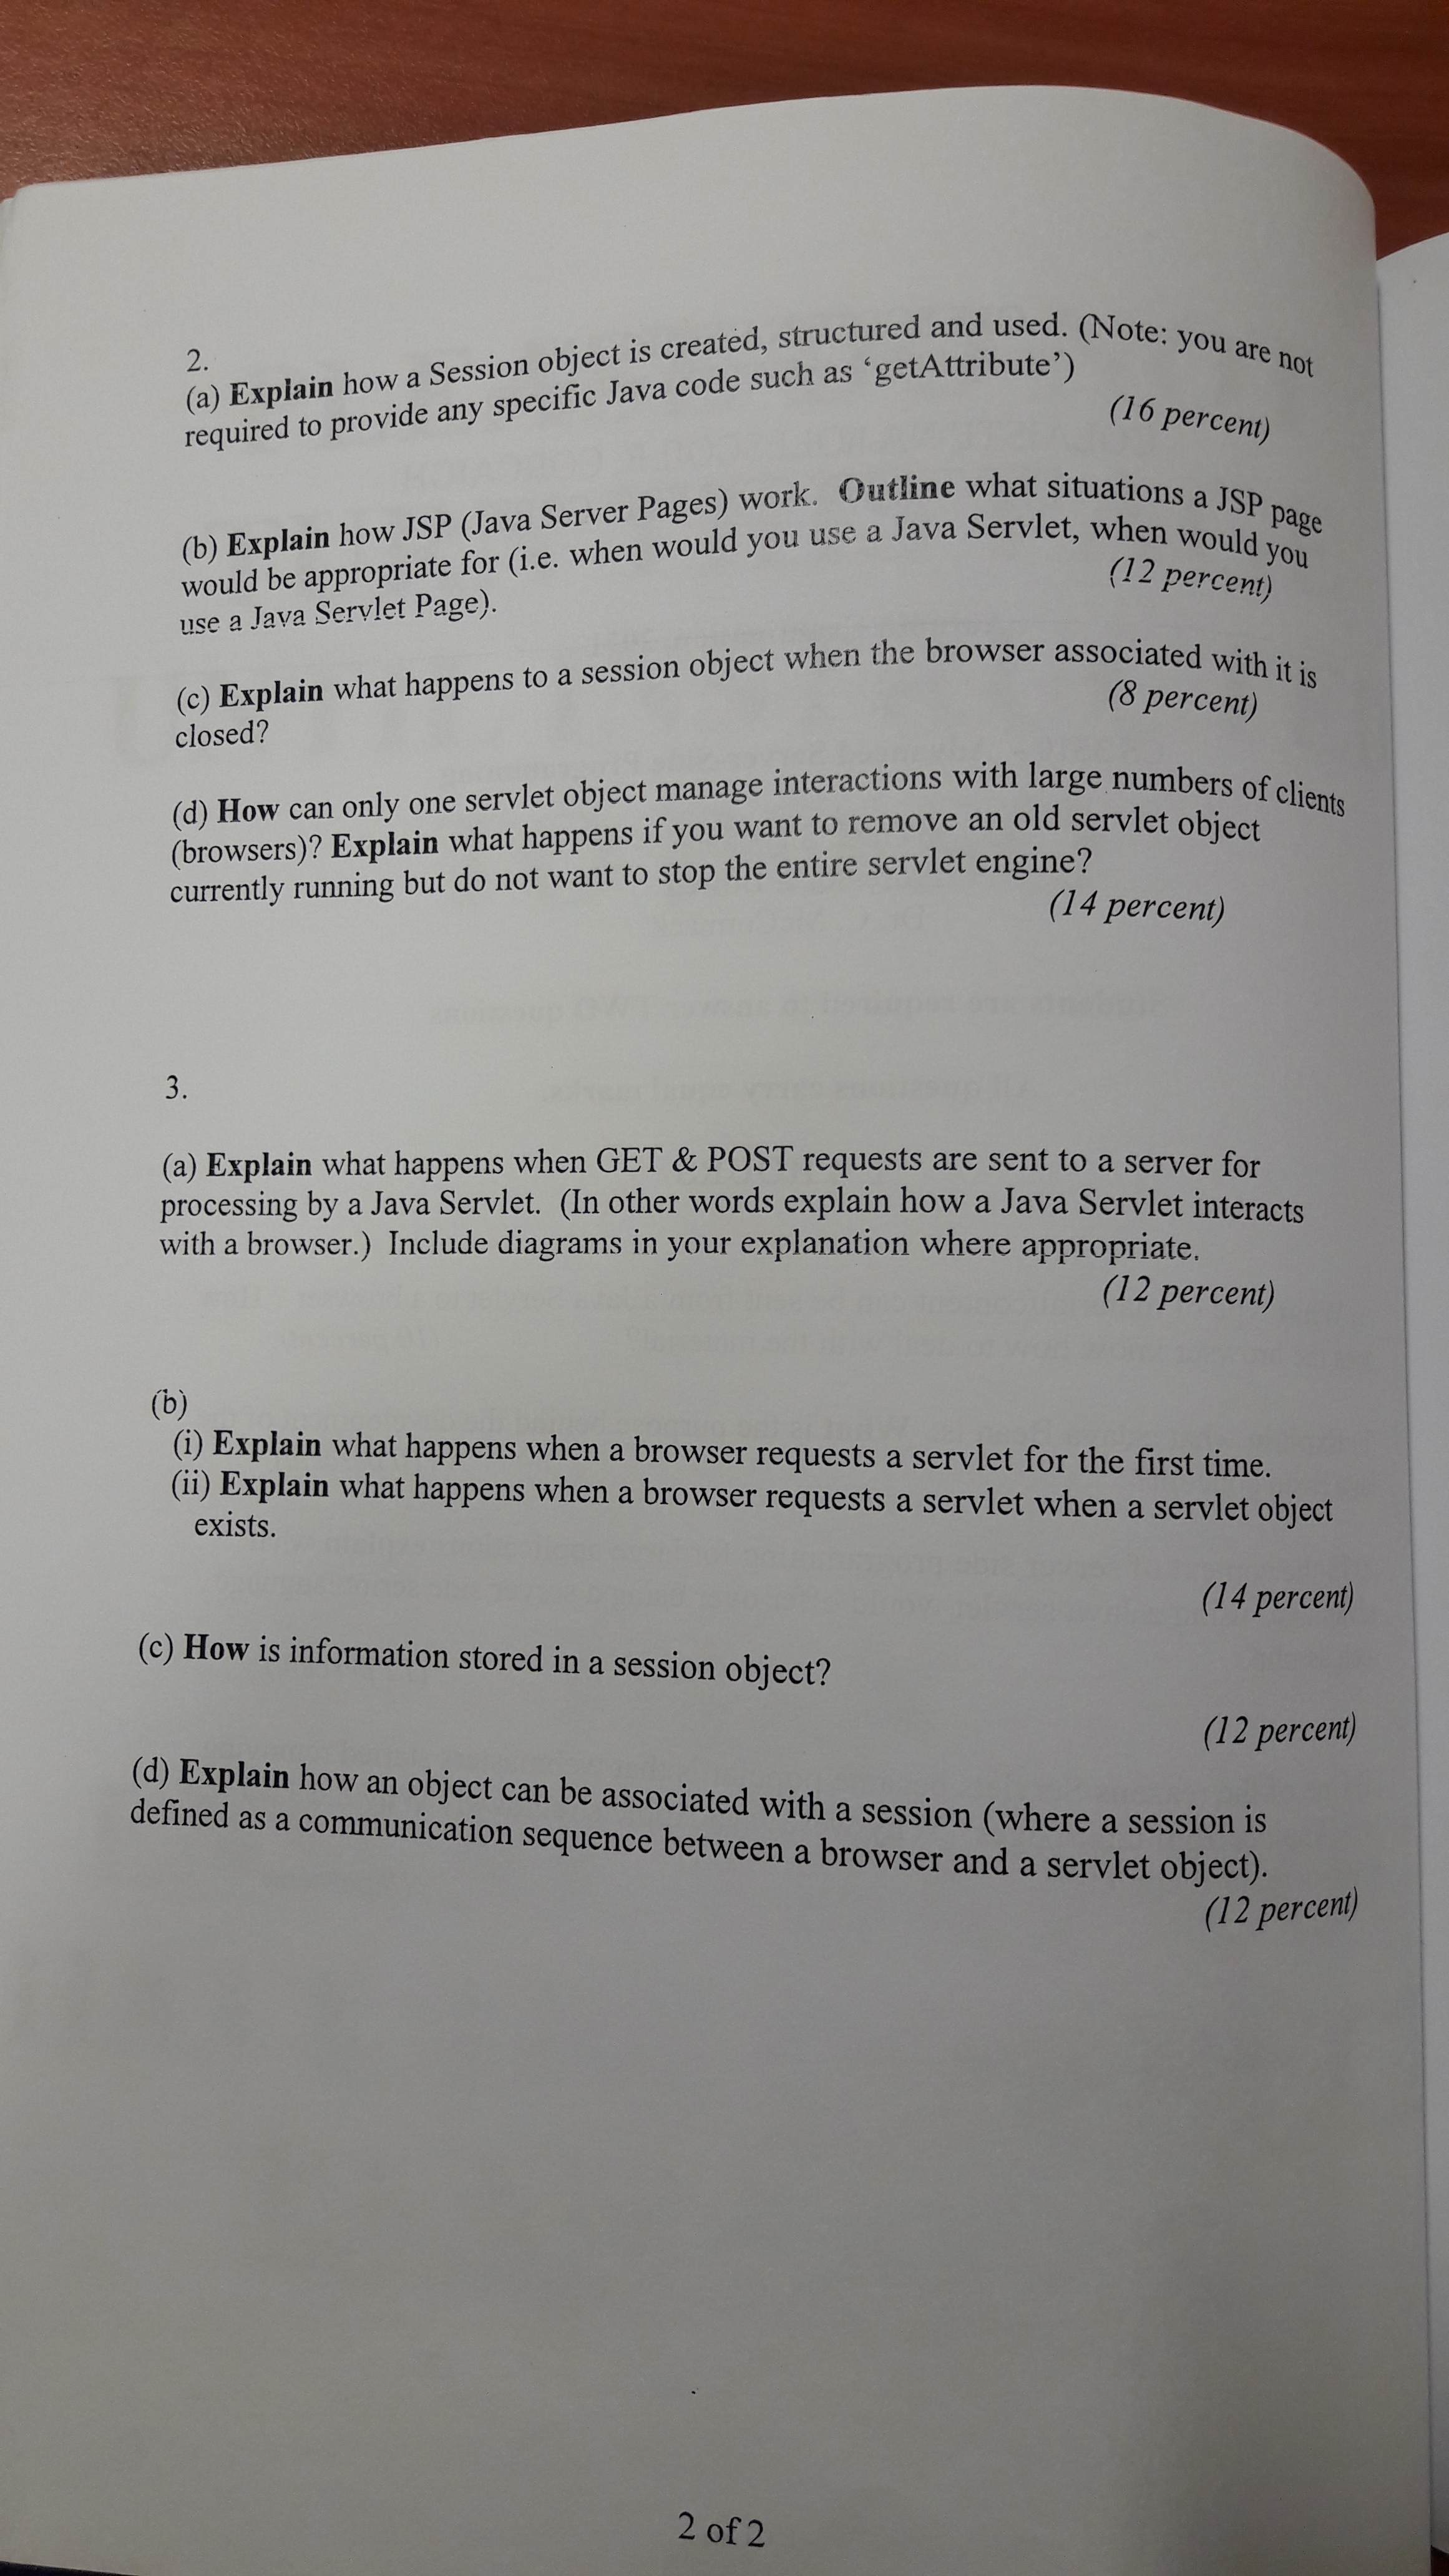 2.
(a) Explain how a Session object is created, structured and used. (Note: you are not
required to provide any specific Java code such as ‘getAttribute’)
(16 percent)
(b) Explain how JSP (Java Server Pages) work. Outline what situations a JSP page
would be appropriate for (i.e. when would you use a Java Servlet, when would you
use a Java Servlet Page).
(12 percent)
(c) Explain what happens to a session object when the browser associated with it is
closed?
(8 percent)
(d) How can only one servlet object manage interactions with large numbers of clients
(browsers)? Explain what happens if you want to remove an old servlet object
currently running but do not want to stop the entire servlet engine?
(14 percent)
3.
(a) Explain what happens when GET & POST requests are sent to a server for
processing by a Java Servlet. (In other words explain how a Java Servlet interacts
with a browser.) Include diagrams in your explanation where appropriate.
(12 percent)
(b)
(i) Explain what happens when a browser requests a servlet for the first time.
(ii) Explain what happens when a browser requests a servlet when a servlet object
exists.
(14 percent)
(c) How is information stored in a session object?
(12 percent)
(d) Explain how an object can be associated with a session (where a session is
defined as a communication sequence between a browser and a servlet object).
(12 percent)
2 of 2